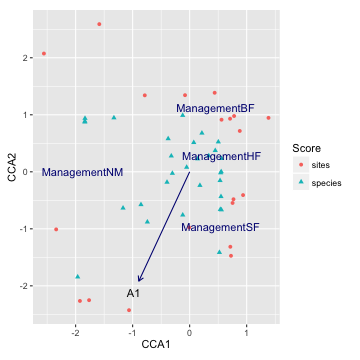 2
1
0
-1
-2
-2
-1
0
1
CCA1
CCA2
ManagementBF
ManagementHF
ManagementNM
ManagementSF
A1
Score
sites
species